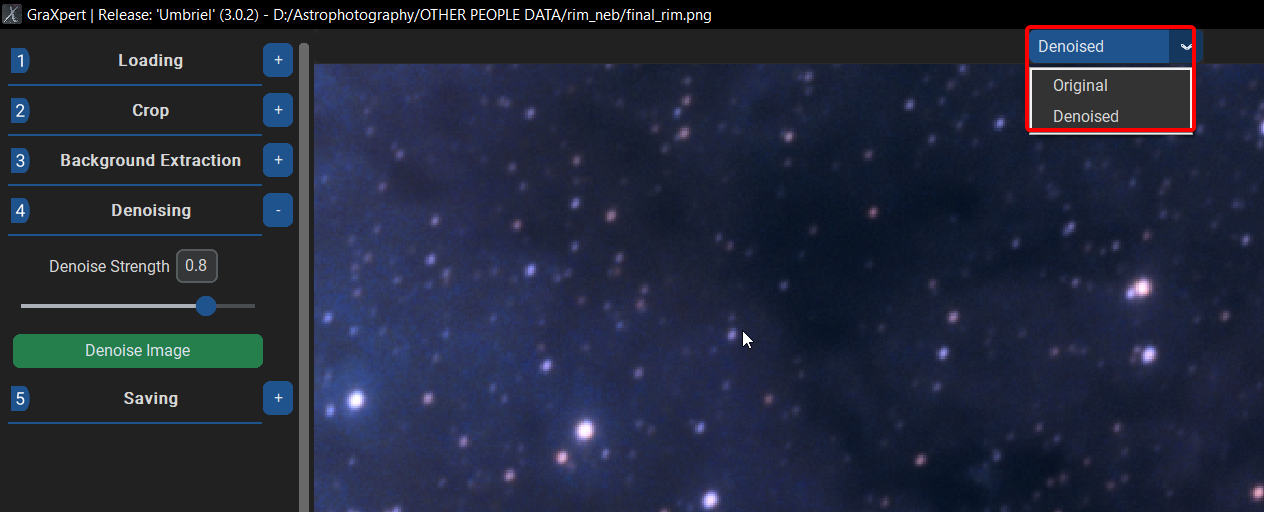 GraXpert | Release: 'Umbriel' (3.0.2) - D:/Astrophotography/OTHER PEOPLE DATA/rim_neb/final_rim.png
1 Loading +
2 Crop +
3 Background Extraction +
4 Denoising -
Denoise Strength 0.8
Denoise Image
5 Saving +
Denoised
Original
Denoised